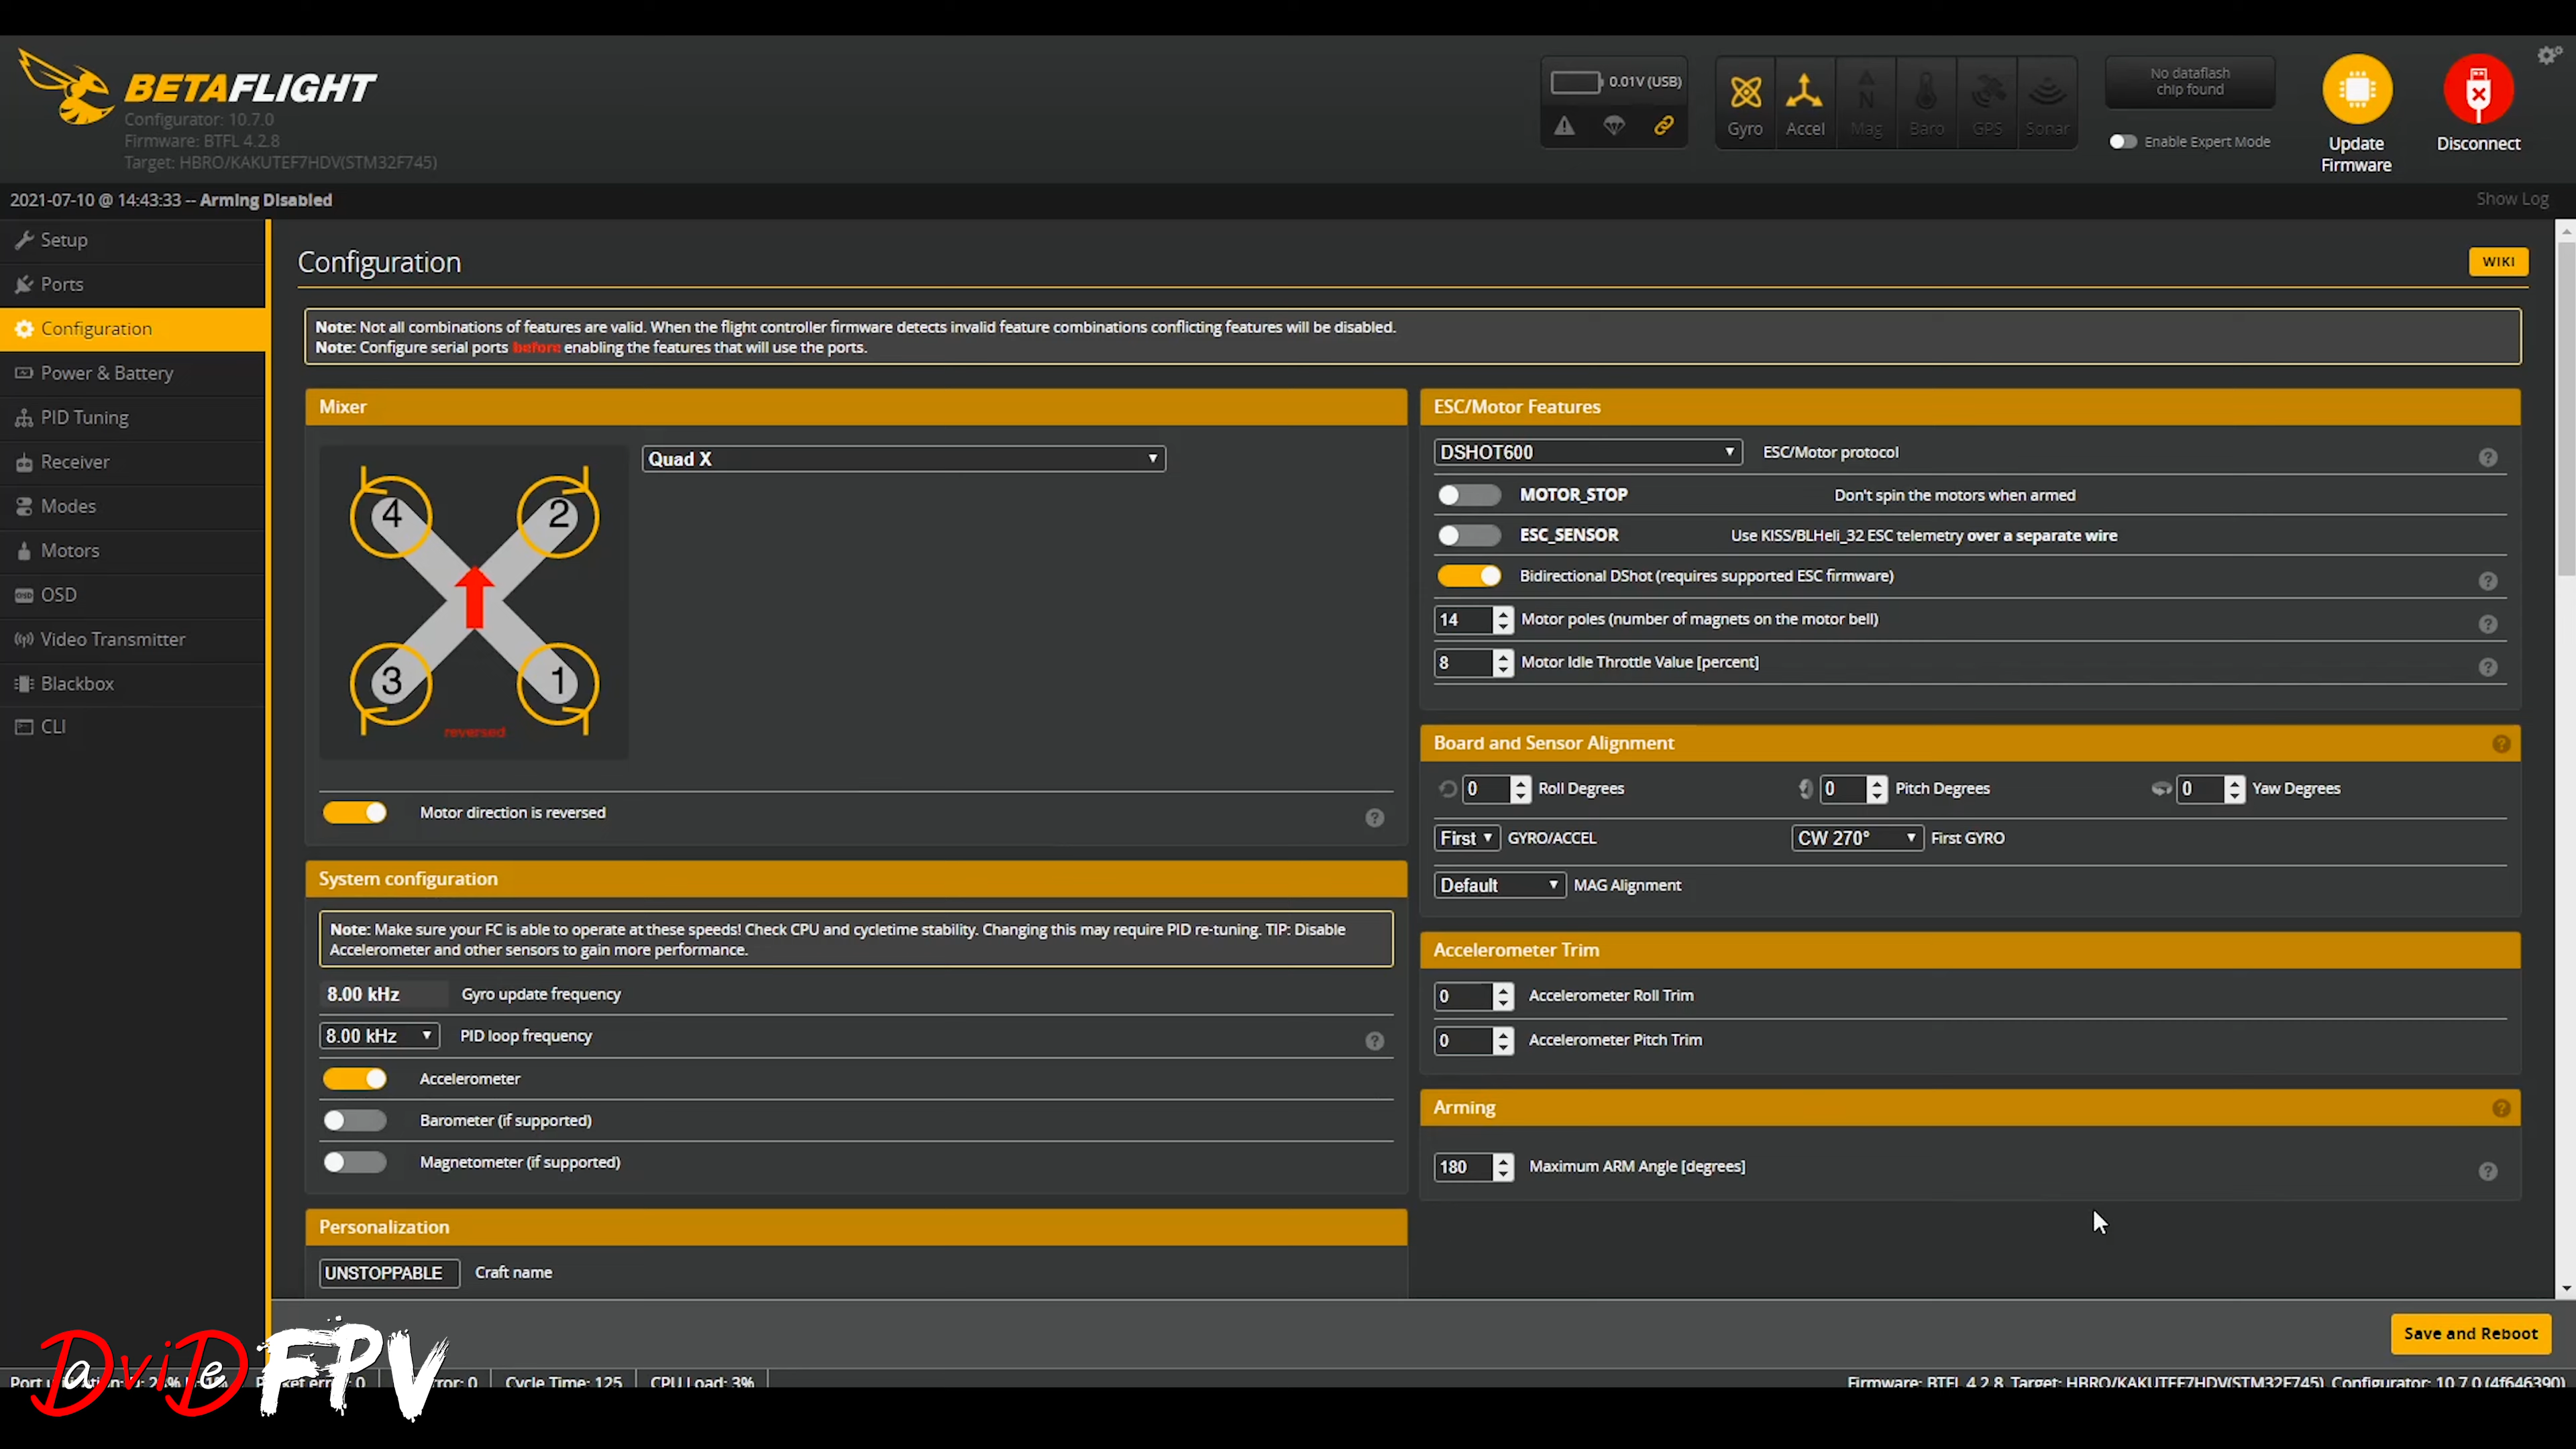 BETAFLIGHT
Configurator: 10.7.0
Firmware: BTFL 4.2.8
Target: HBRO/KAKUTEF7HDV(STM32F745)
0.01V (USB)
Gyro
Accel
Mag
Baro
GPS
Sonar
No dataflash
chip found
Enable Expert Mode
Update
Firmware
Disconnect
2021-07-10 @ 14:43:33 -- Arming Disabled
Show Log
Setup
Ports
Configuration
Power & Battery
PID Tuning
Receiver
Modes
Motors
OSD
Video Transmitter
Blackbox
CLI
Configuration
WIKI
Note: Not all combinations of features are valid. When the flight controller firmware detects invalid feature combinations conflicting features will be disabled.
Note: Configure serial ports before enabling the features that will use the ports.
Mixer
4
2
3
1
reversed
Quad X
Motor direction is reversed
System configuration
Note: Make sure your FC is able to operate at these speeds! Check CPU and cycletime stability. Changing this may require PID re-tuning. TIP: Disable
Accelerometer and other sensors to gain more performance.
8.00 kHz Gyro update frequency
8.00 kHz PID loop frequency
Accelerometer
Barometer (if supported)
Magnetometer (if supported)
Personalization
UNSTOPPABLE Craft name
ESC/Motor Features
DSHOT600 ESC/Motor protocol
MOTOR_STOP Don't spin the motors when armed
ESC_SENSOR Use KISS/BLHeli_32 ESC telemetry over a separate wire
Bidirectional DShot (requires supported ESC firmware)
14 Motor poles (number of magnets on the motor bell)
8 Motor Idle Throttle Value [percent]
Board and Sensor Alignment
0 Roll Degrees 0 Pitch Degrees 0 Yaw Degrees
First GYRO/ACCEL CW 270° First GYRO
Default MAG Alignment
Accelerometer Trim
0 Accelerometer Roll Trim
0 Accelerometer Pitch Trim
Arming
180 Maximum ARM Angle [degrees]
Save and Reboot
DaviDe FPV
Cycle Time: 125
CPU Load: 3%
Firmware: BTFL 4.2.8, Target: HBRO/KAKUTEF7HDV(STM32F745), Configurator: 10.7.0 (4f646390)